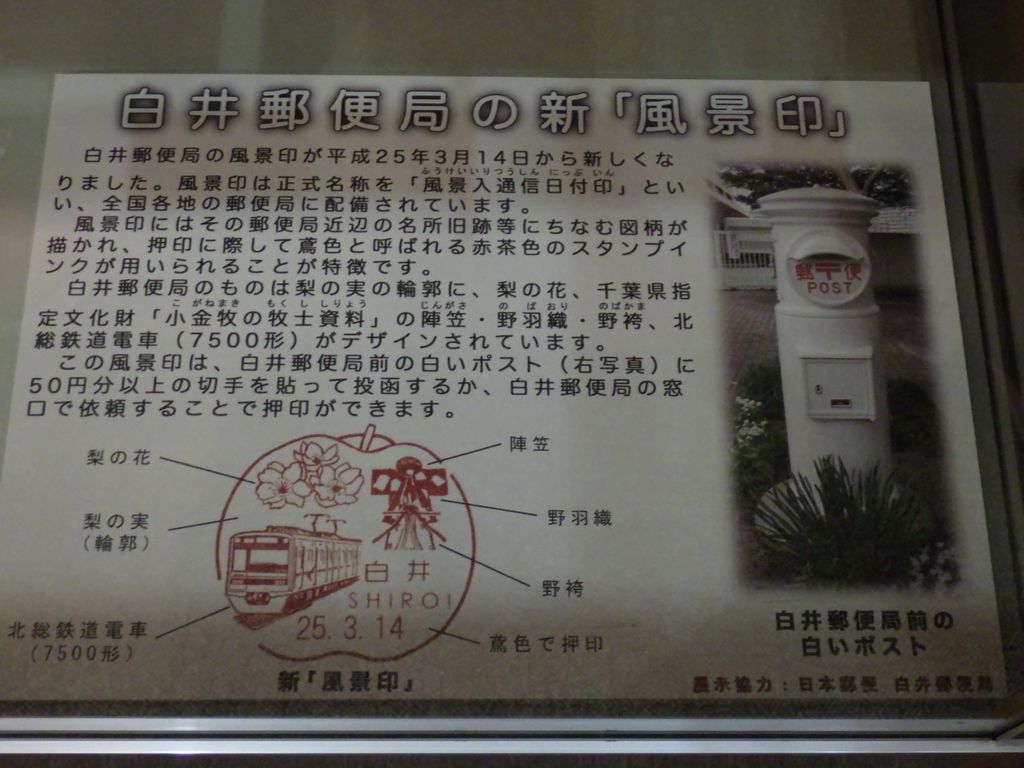 白井郵便局の新「風景印」
白井郵便局の風景印が平成25年3月14日から新しくな
ふうけいいりつうしん にっぷ いん
りました。風景印は正式名称を「風景入通信日付印」とい
い、全国各地の郵便局に配備されています。
風景印にはその郵便局近辺の名所旧跡等にちなむ図柄が
描かれ、押印に際して鳶色と呼ばれる赤茶色のスタンプイ
ンクが用いられることが特徴です。
白井郵便局のものは梨の実の輪郭に、梨の花、千葉県指
こ がねまき もく し しりょう じんがさ の ば おり のばかま
定文化財「小金牧の牧士資料」の陣笠・野羽織・野袴、北
総鉄道電車（7500形）がデザインされています。
この風景印は、白井郵便局前の白いポスト（右写真）に
50円分以上の切手を貼って投函するか、白井郵便局の窓
口で依頼することで押印ができます。
郵〒便
POST
梨の花
陣笠
梨の実
（輪郭）
野羽織
野袴
白井
SHIROI
25.3.14
北総鉄道電車
（7500形）
鳶色で押印
新「風景印」
白井郵便局前の
白いポスト
展示協力：日本郵便 白井郵便局